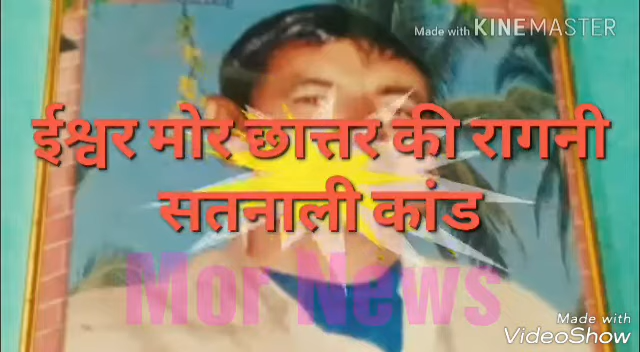 Made with KINEMASTER
ईश्वर मोर छात्तर की रागनी
सतनाली कांड
Mor News
Made with
VideoShow